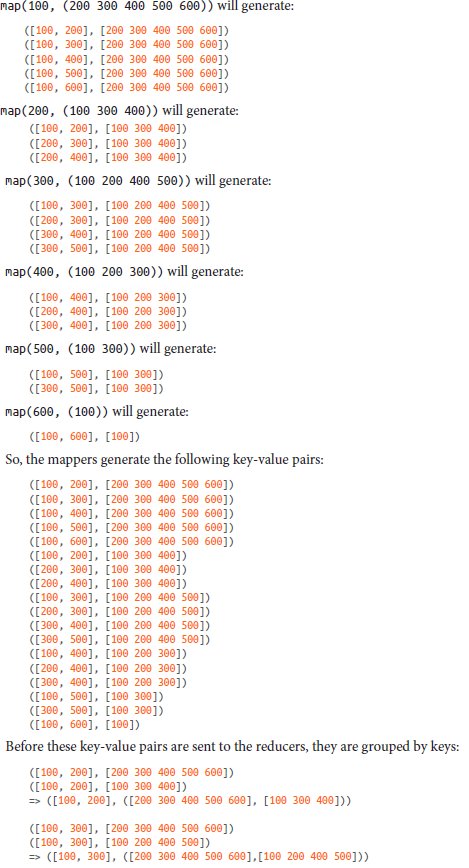 map(100, (200 300 400 500 600)) will generate:
([100, 200], [200 300 400 500 600])
([100, 300], [200 300 400 500 600])
([100, 400], [200 300 400 500 600])
([100, 500], [200 300 400 500 600])
([100, 600], [200 300 400 500 600])
map(200, (100 300 400)) will generate:
([100, 200], [100 300 400])
([200, 300], [100 300 400])
([200, 400], [100 300 400])
map(300, (100 200 400 500)) will generate:
([100, 300], [100 200 400 500])
([200, 300], [100 200 400 500])
([300, 400], [100 200 400 500])
([300, 500], [100 200 400 500])
map(400, (100 200 300)) will generate:
([100, 400], [100 200 300])
([200, 400], [100 200 300])
([300, 400], [100 200 300])
map(500, (100 300)) will generate:
([100, 500], [100 300])
([300, 500], [100 300])
map(600, (100)) will generate:
([100, 600], [100])
So, the mappers generate the following key-value pairs:
([100, 200], [200 300 400 500 600])
([100, 300], [200 300 400 500 600])
([100, 400], [200 300 400 500 600])
([100, 500], [200 300 400 500 600])
([100, 600], [200 300 400 500 600])
([100, 200], [100 300 400])
([200, 300], [100 300 400])
([200, 400], [100 300 400])
([100, 300], [100 200 400 500])
([200, 300], [100 200 400 500])
([300, 400], [100 200 400 500])
([300, 500], [100 200 400 500])
([100, 400], [100 200 300])
([200, 400], [100 200 300])
([300, 400], [100 200 300])
([100, 500], [100 300])
([300, 500], [100 300])
([100, 600], [100])
Before these key-value pairs are sent to the reducers, they are grouped by keys:
([100, 200], [200 300 400 500 600])
([100, 200], [100 300 400])
=> ([100, 200], ([200 300 400 500 600], [100 300 400]))
([100, 300], [200 300 400 500 600])
([100, 300], [100 200 400 500])
=> ([100, 300], ([200 300 400 500 600],[100 200 400 500]))